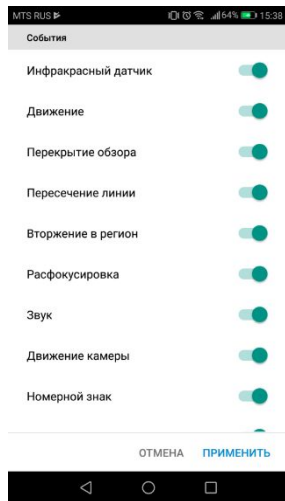 MTS RUS 64% 15:38
События
Инфракрасный датчик
Движение
Перекрытие обзора
Пересечение линии
Вторжение в регион
Расфокусировка
Звук
Движение камеры
Номерной знак
ОТМЕНА ПРИМЕНИТЬ